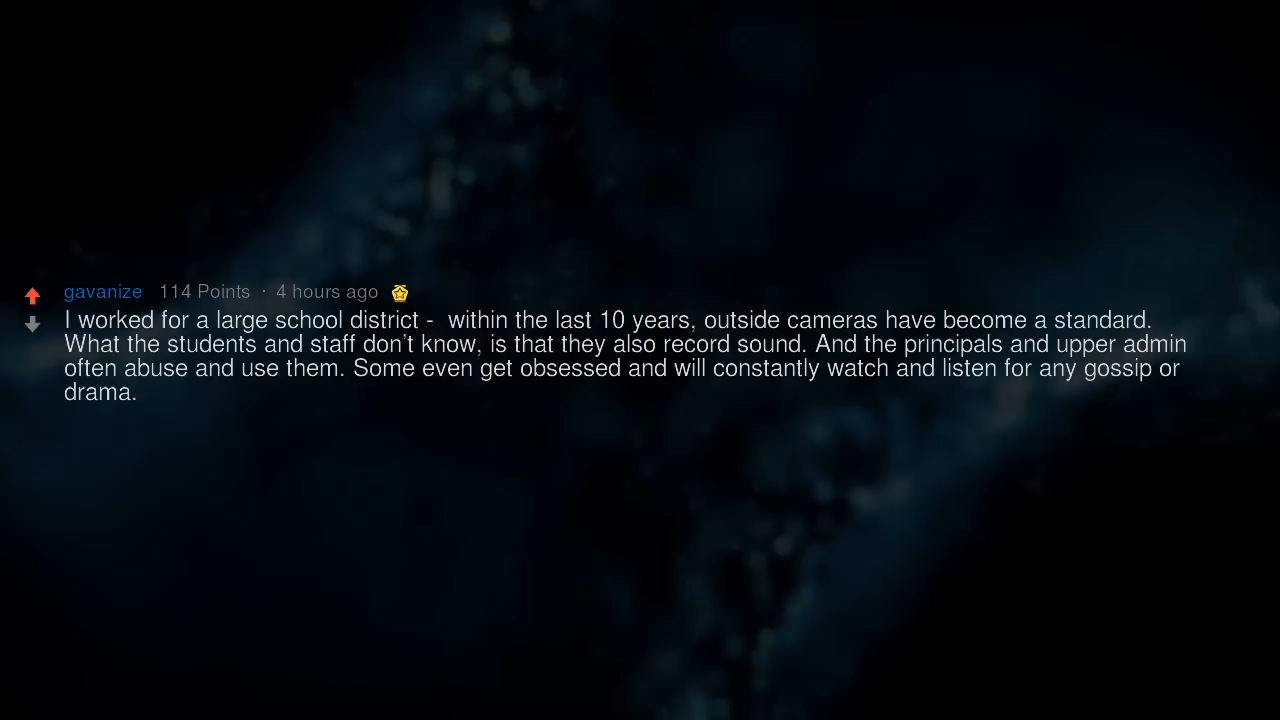 gavanize 114 Points · 4 hours ago
I worked for a large school district -  within the last 10 years, outside cameras have become a standard.
What the students and staff don't know, is that they also record sound. And the principals and upper admin
often abuse and use them. Some even get obsessed and will constantly watch and listen for any gossip or
drama.